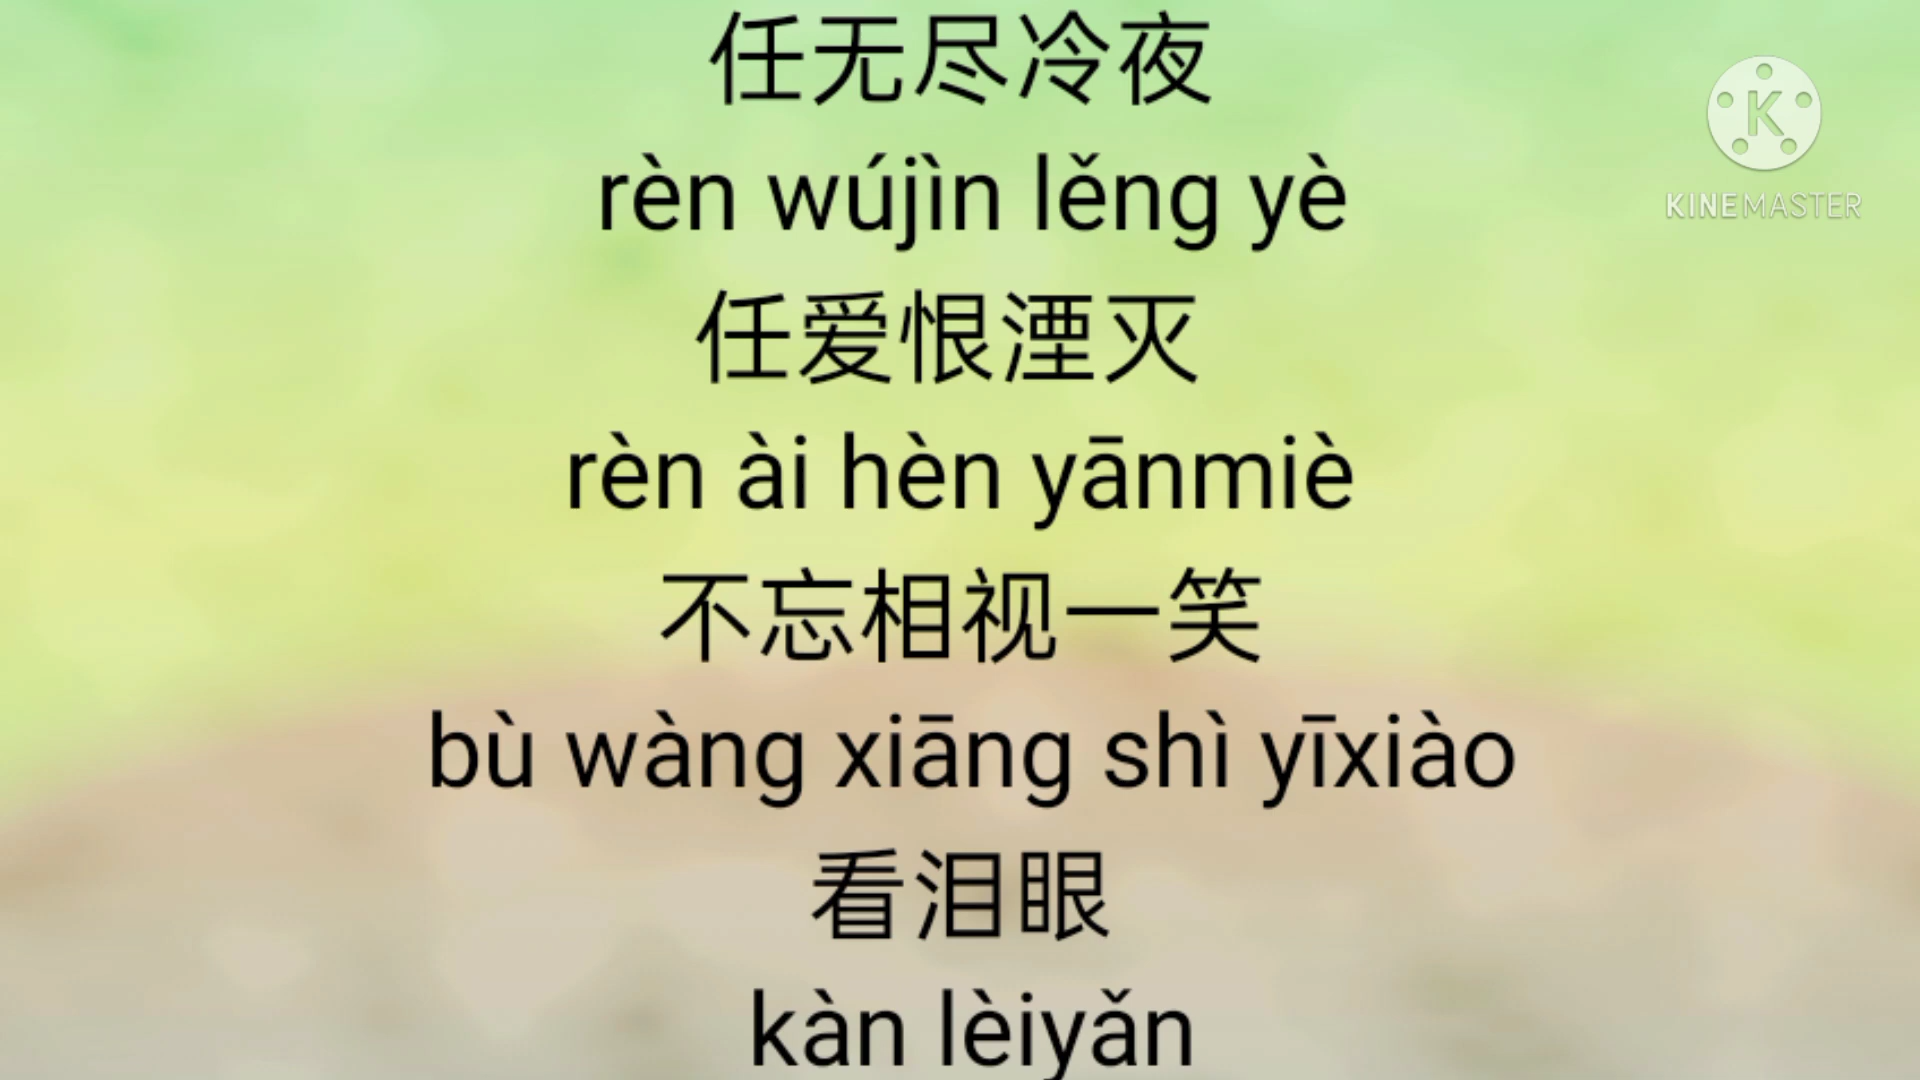 任无尽冷夜
rèn wújìn lěng yè
任爱恨湮灭
rèn ài hèn yānmiè
不忘相视一笑
bù wàng xiāng shì yīxiào
看泪眼
kàn lèiyǎn
K
KINEMASTER